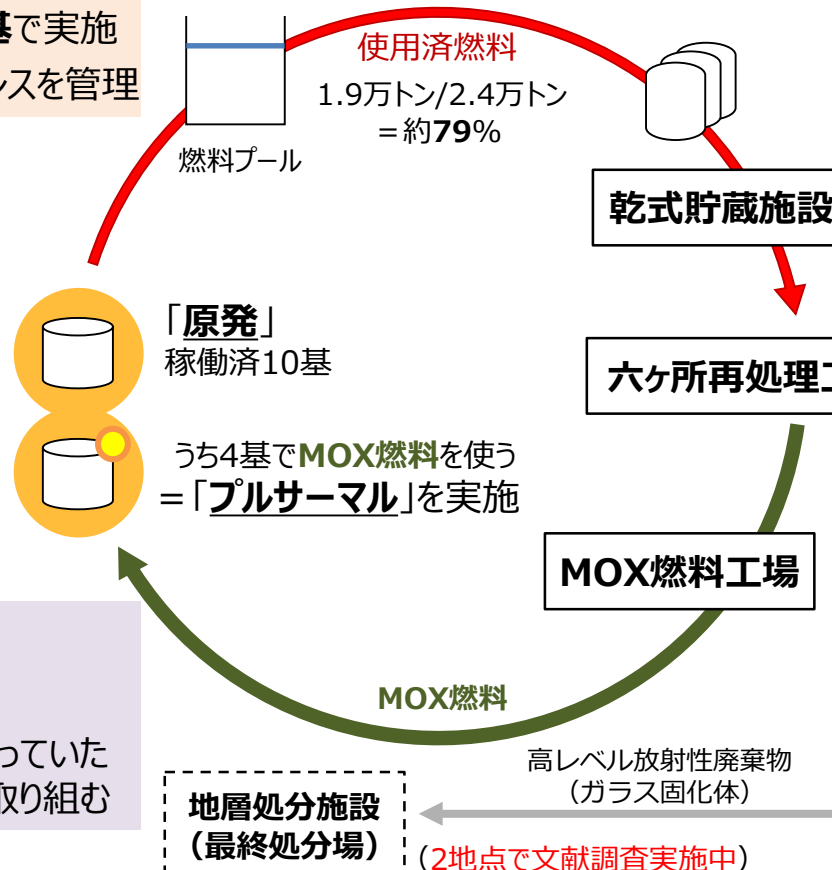 基で実施
ンスを管理
使用済燃料
1.9万トン/2.4万トン
＝約79%
燃料プール
乾式貯蔵施設
「原発」
稼働済10基
六ヶ所再処理工
うち4基でMOX燃料を使う
＝「プルサーマル」を実施
MOX燃料工場
MOX燃料
っていた
取り組む
高レベル放射性廃棄物
（ガラス固化体）
地層処分施設
（最終処分場）
（2地点で文献調査実施中）